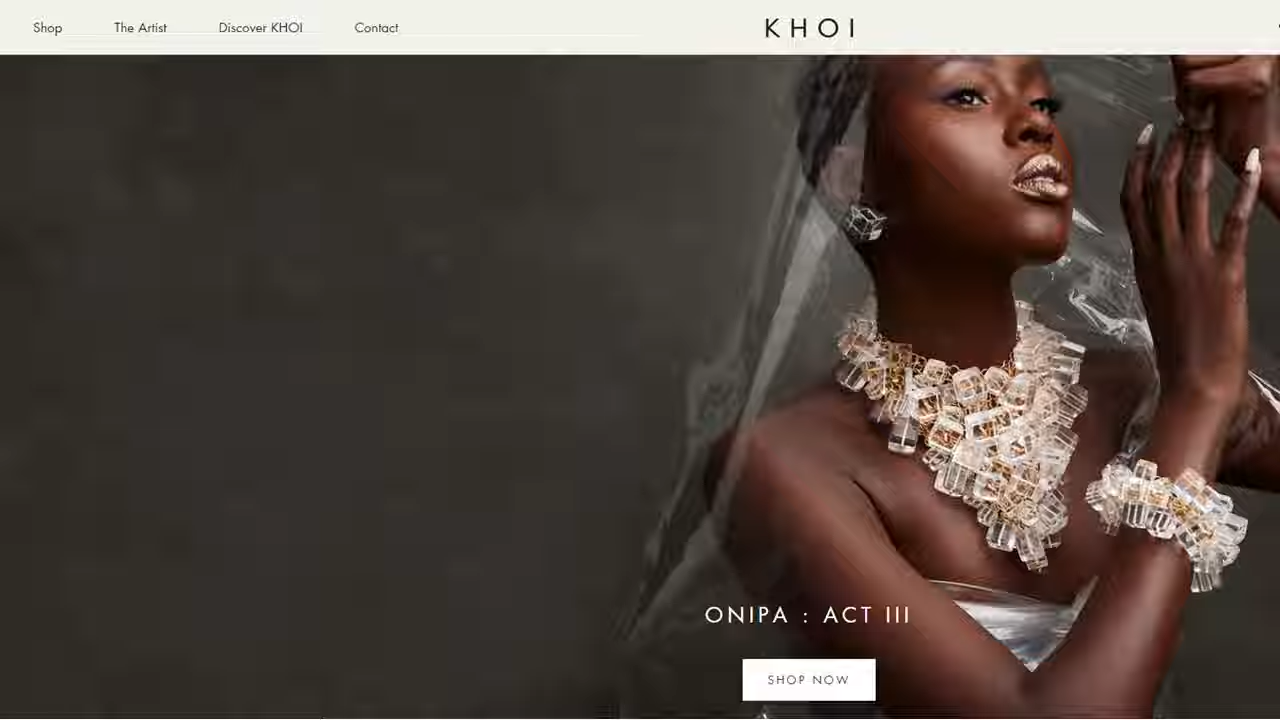 Shop The Artist Discover KHOI Contact KHOI
ONIPA : ACT III
SHOP NOW